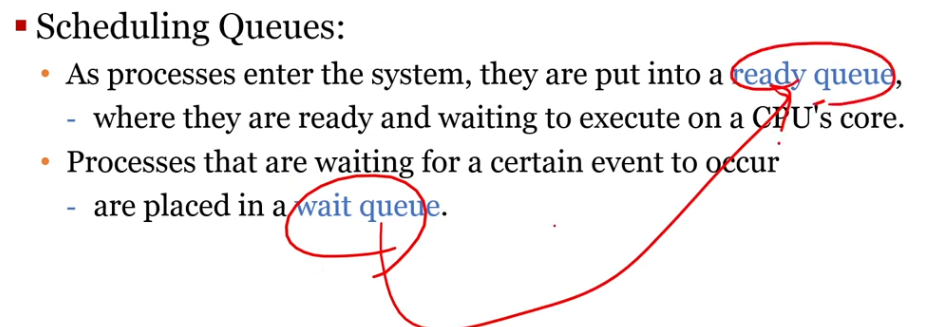 Scheduling Queues:
As processes enter the system, they are put into a ready queue,
- where they are ready and waiting to execute on a CPU's core.
Processes that are waiting for a certain event to occur
- are placed in a wait queue.